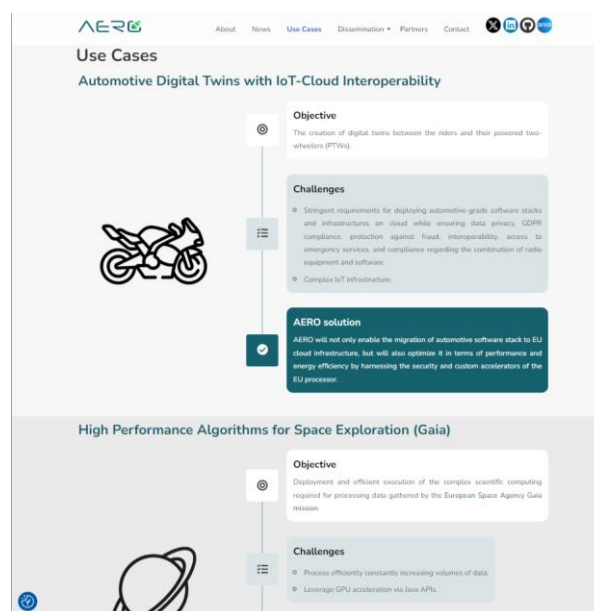 AERO
About News Use Cases Dissemination Partners Contact
Use Cases
Automotive Digital Twins with IoT-Cloud Interoperability
Objective
The creation of digital twins between the riders and their powered two-
wheelers (PTWs).
Challenges
Stringent requirements for deploying automotive-grade software stacks
and infrastructures on cloud while ensuring data privacy, GDPR
compliance, protection against fraud, interoperability, access to
emergency services, and compliance regarding the combination of radio
equipment and software.
Complex IoT infrastructure.
AERO solution
AERO will not only enable the migration of automotive software stack to EU
cloud infrastructure, but will also optimize it in terms of performance and
energy efficiency by harnessing the security and custom accelerators of the
EU processor.
High Performance Algorithms for Space Exploration (Gaia)
Objective
Deployment and efficient execution of the complex scientific computing
required for processing data gathered by the European Space Agency Gaia
mission.
Challenges
Process efficiently constantly increasing volumes of data.
Leverage GPU acceleration via Java APIs.